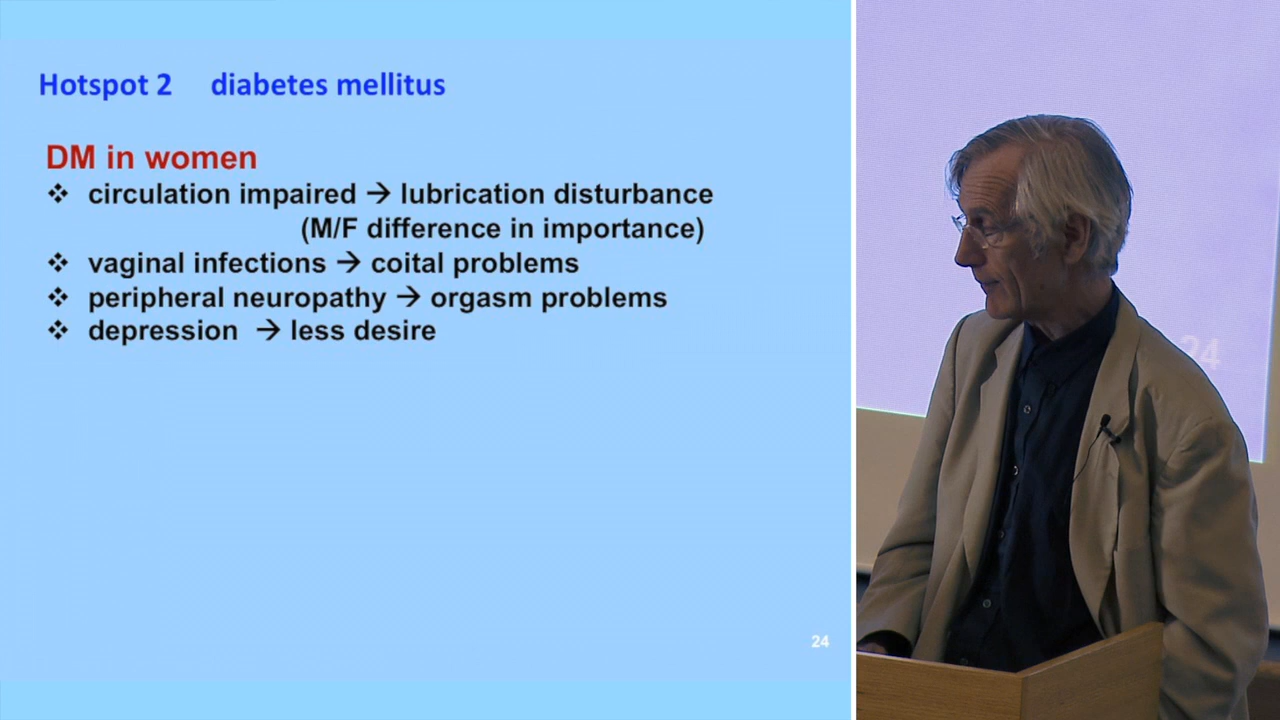 Hotspot 2 diabetes mellitus
DM in women
❖ circulation impaired → lubrication disturbance
(M/F difference in importance)
❖ vaginal infections → coital problems
❖ peripheral neuropathy → orgasm problems
❖ depression → less desire
24
24